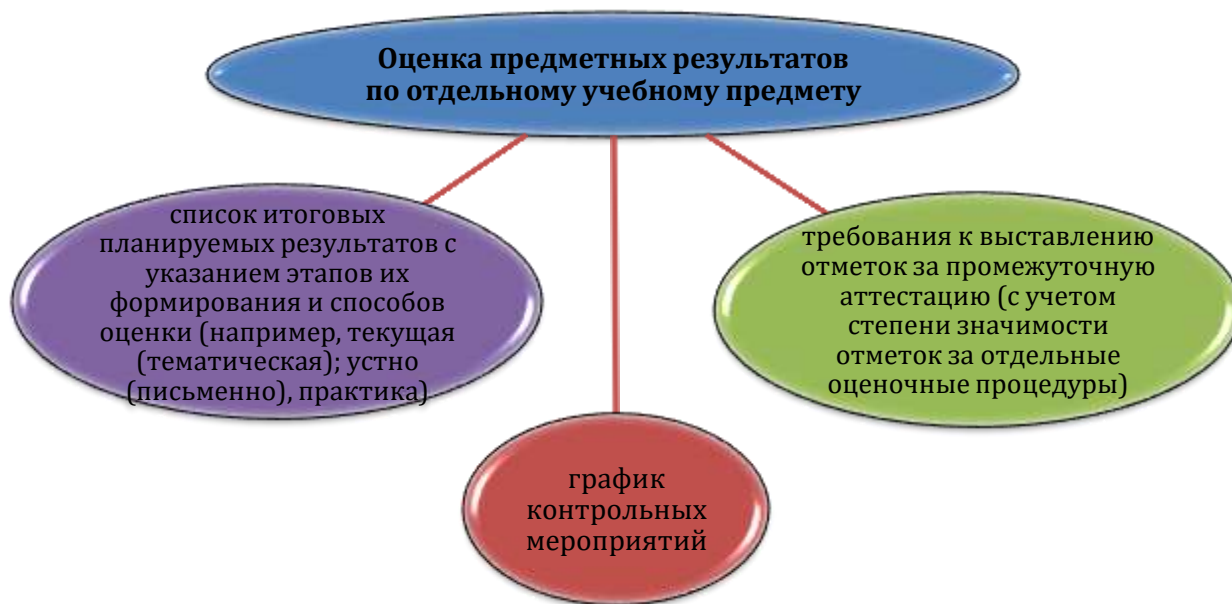 Оценка предметных результатов
по отдельному учебному предмету
список итоговых
планируемых результатов с
указанием этапов их
формирования и способов
оценки (например, текущая
(тематическая); устно
(письменно), практика)
требования к выставлению
отметок за промежуточную
аттестацию (с учетом
степени значимости
отметок за отдельные
оценочные процедуры)
график
контрольных
мероприятий